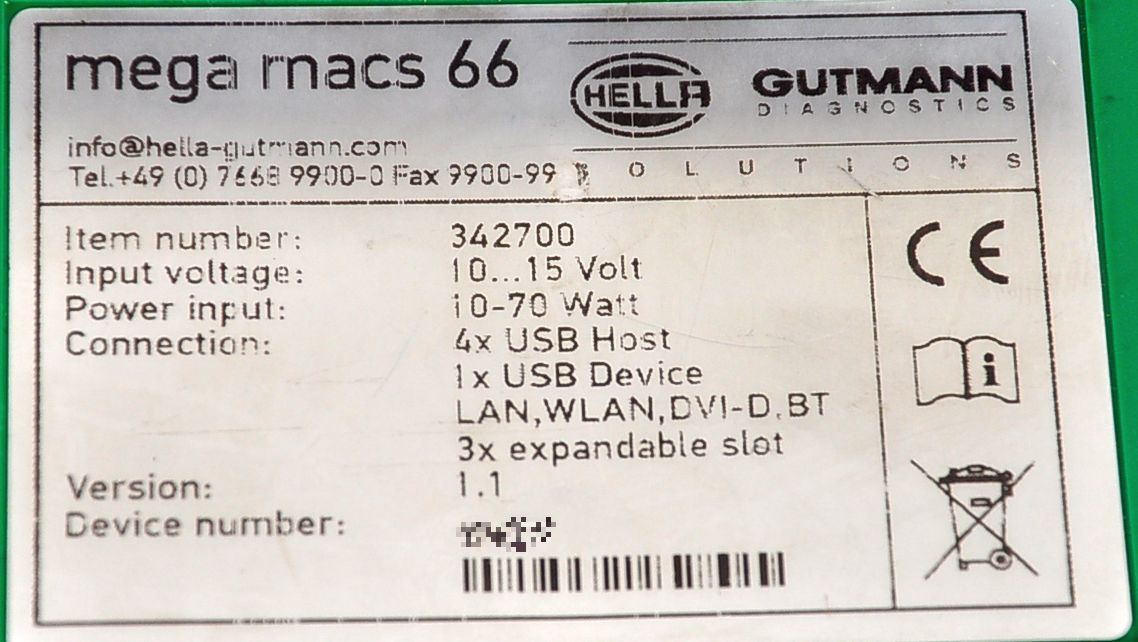 mega macs 66
HELLA
GUTMANN
DIAGNOSTICS
info@hella-gutmann.com
Tel.+49 (0) 7668 9900-0 Fax 9900-99
SOLUTIONS
Item number: 342700
Input voltage: 10...15 Volt
Power input: 10-70 Watt
Connection: 4x USB Host
1x USB Device
LAN,WLAN,DVI-D,BT
3x expandable slot
Version: 1.1
Device number:
CE
i